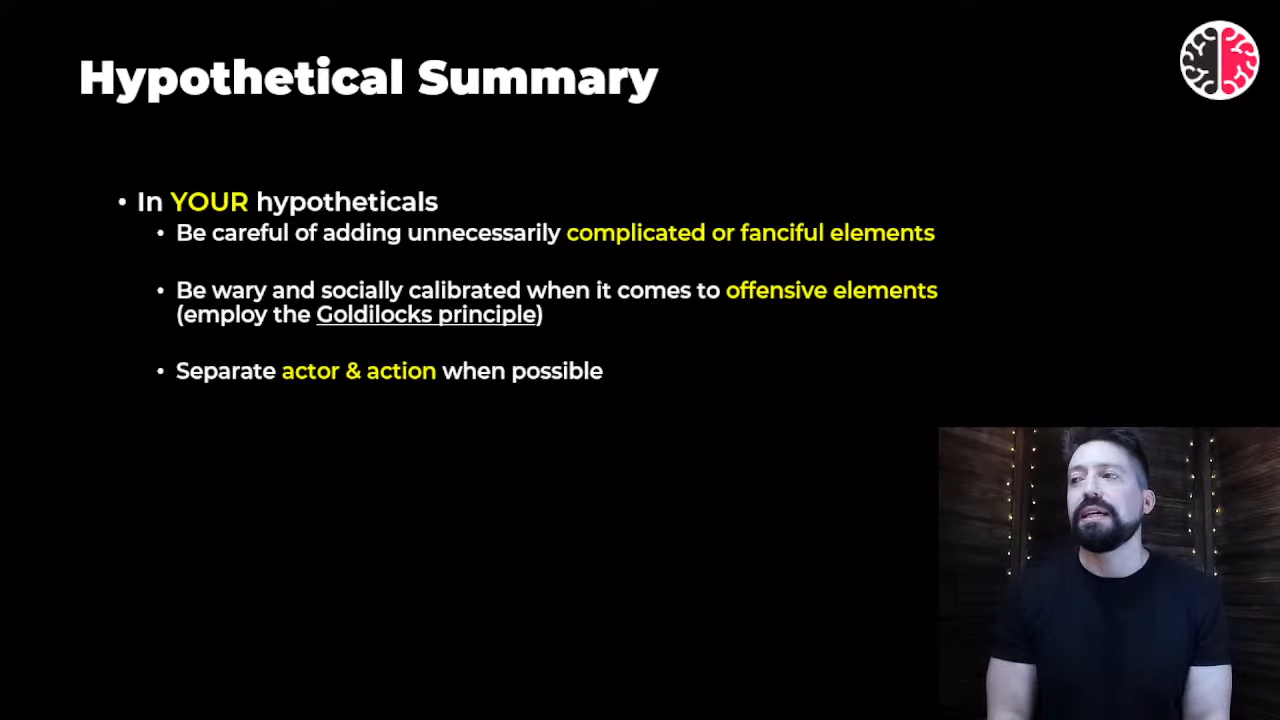 Hypothetical Summary
• In YOUR hypotheticals
• Be careful of adding unnecessarily complicated or fanciful elements
• Be wary and socially calibrated when it comes to offensive elements
(employ the Goldilocks principle)
• Separate actor & action when possible